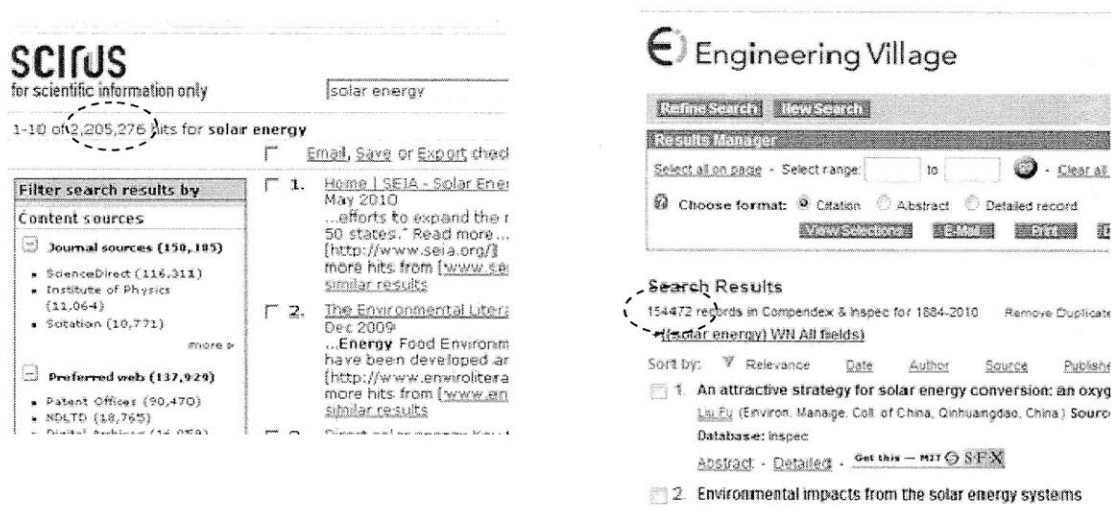 SCIRUS
for scientific information only
solar energy
1-10 of 2,205,276 hits for solar energy
Email, Save or Export chec
Filter search results by
Content sources
Journal sources (150,105)
ScienceDirect (116,311)
Institute of Physics
(11,064)
Scitation (10,771)
more
Preferred web (137,929)
Patent Offices (90,470)
NDLTD (18,765)
1. Home | SEIA - Solar Ener
May 2010
...efforts to expand the r
50 states." Read more...
[http://www.seia.org/]
more hits from [www.se
similar results
2. The Environmental Litera
Dec 2009
...Energy Food Environm
have been developed ar
[http://www.envirolitera
more hits from [www.en
similar results
Engineering Village
Refine Search New Search
Results Manager
Select all on page - Select range: to GO - Clear all
Choose format: Citation Abstract Detailed record
View Selections E-Mail Print
Search Results
154472 records in Compendex & Inspec for 1884-2010 Remove Duplicate
((solar energy) WN All fields)
Sort by: Relevance Date Author Source Publishe
1. An attractive strategy for solar energy conversion: an oxyg
Liu Fu (Environ. Manage. Coll. of China, Qinhuangdao, China) Sourc
Database: Inspec
Abstract - Detailed - Get this — MIT SFX
2. Environmental impacts from the solar energy systems